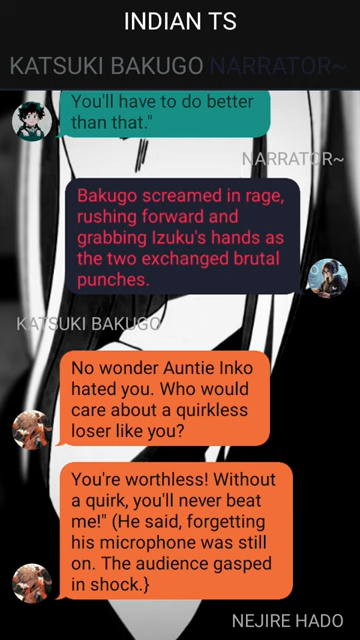 INDIAN TS
KATSUKI BAKUGO NARRATOR~
You'll have to do better
than that."
NARRATOR~
Bakugo screamed in rage,
rushing forward and
grabbing Izuku's hands as
the two exchanged brutal
punches.
KATSUKI BAKUGO
No wonder Auntie Inko
hated you. Who would
care about a quirkless
loser like you?
You're worthless! Without
a quirk, you'll never beat
me!" (He said, forgetting
his microphone was still
on. The audience gasped
in shock.}
NEJIRE HADO